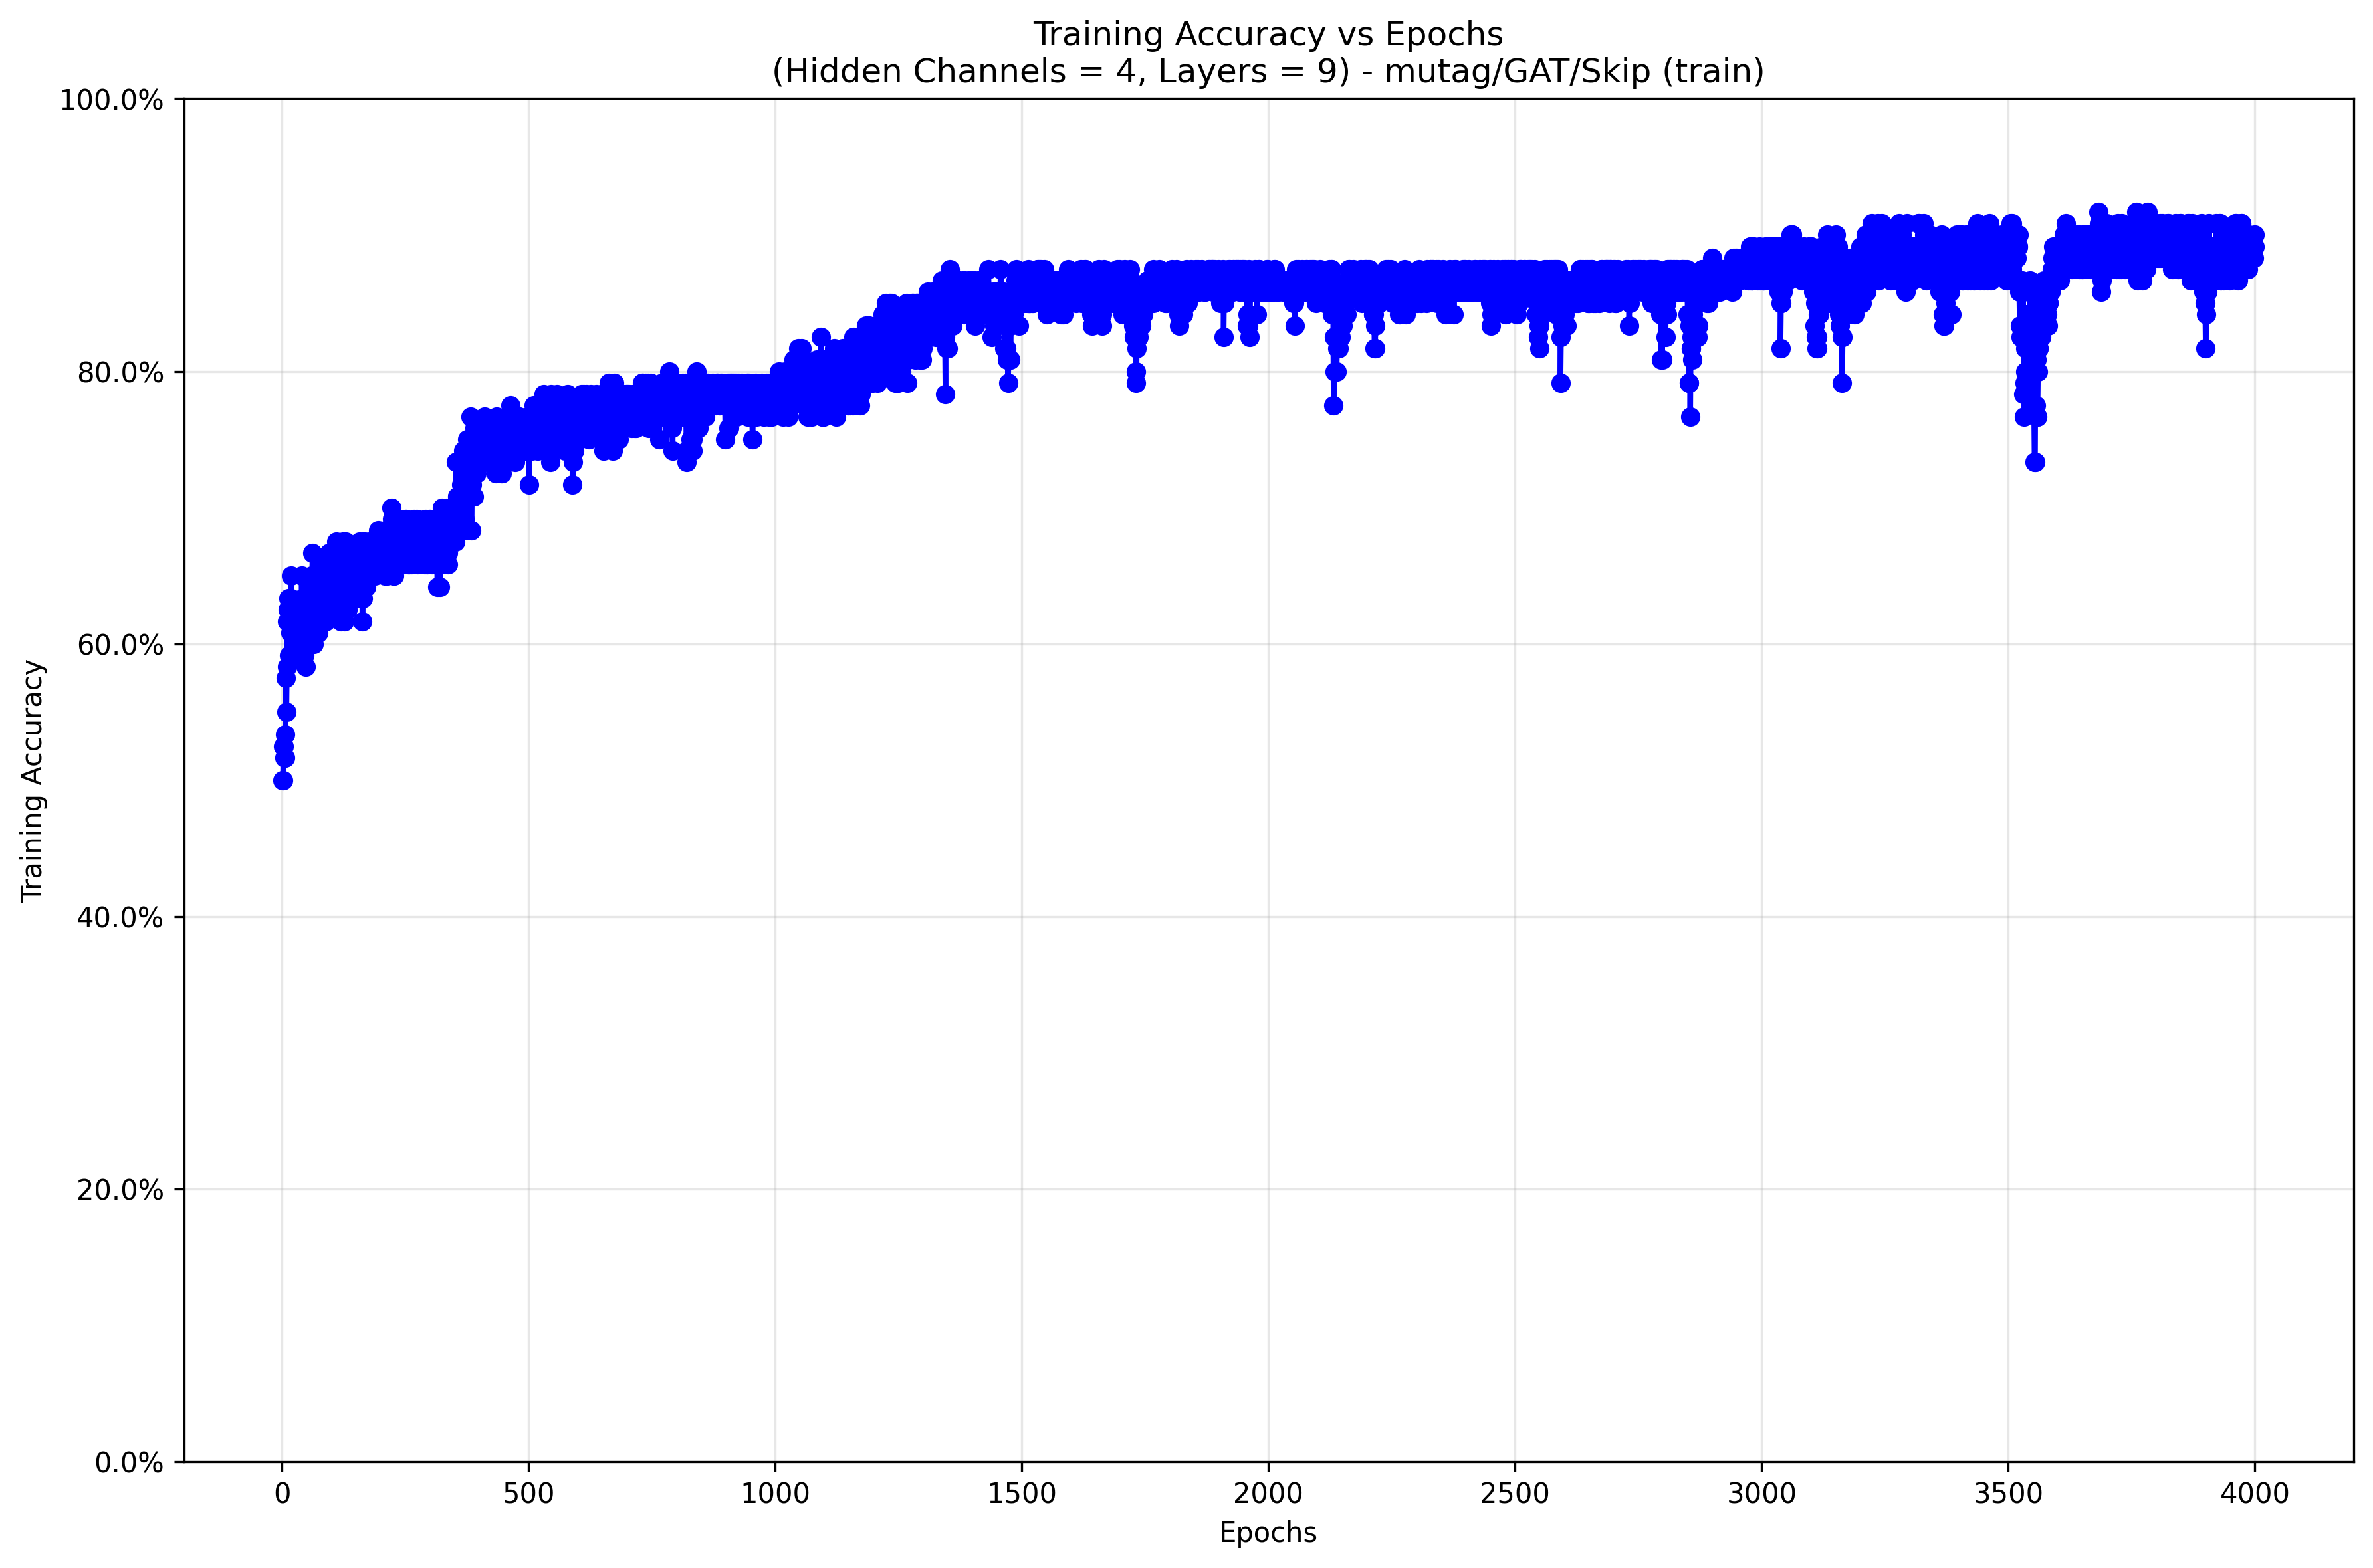 Training Accuracy vs Epochs
(Hidden Channels = 4, Layers = 9) - mutag/GAT/Skip (train)
100.0%
80.0%
60.0%
40.0%
20.0%
0.0%
Training Accuracy
0 500 1000 1500 2000 2500 3000 3500 4000
Epochs